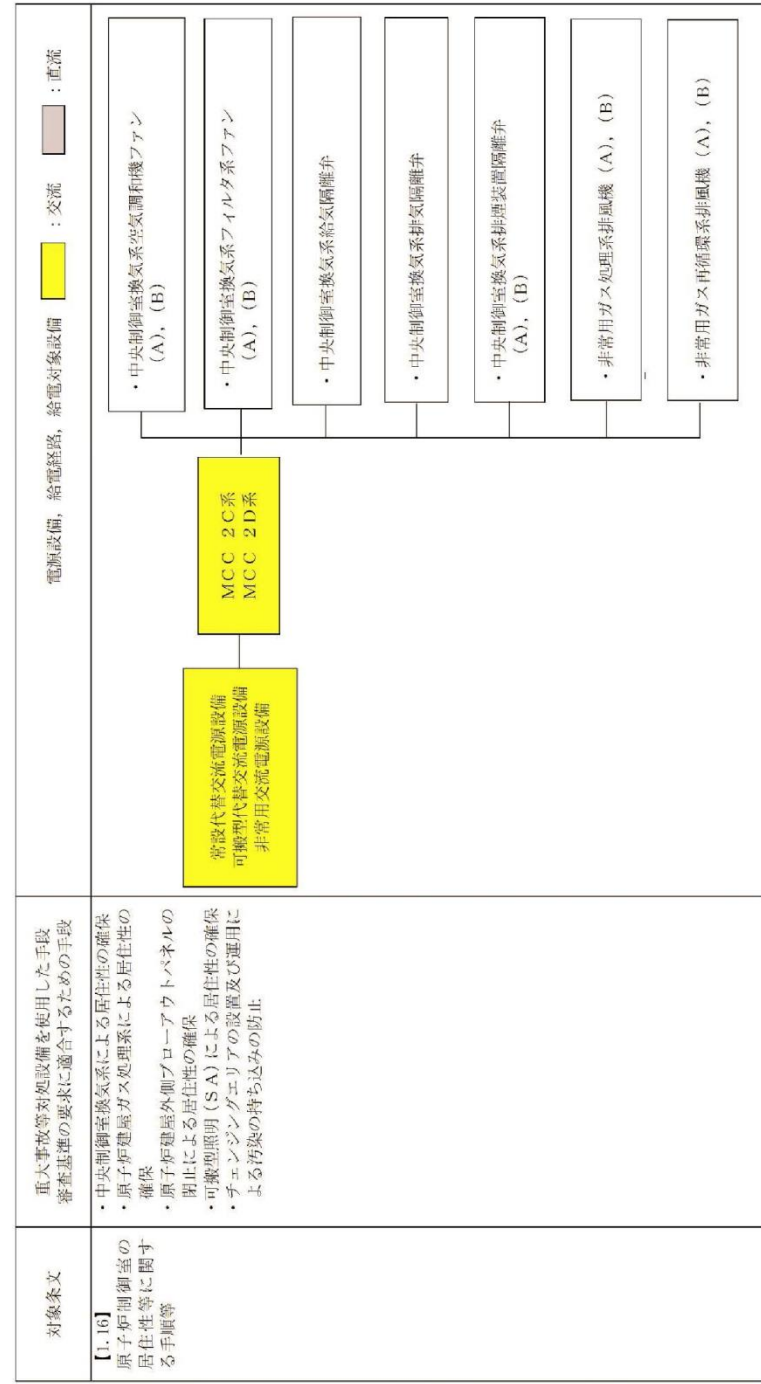 対象条文
重大事故等対処設備を使用した手段
審査基準の要求に適合するための手段
電源設備，給電経路，給電対象設備
：交流
：直流
【1.16】
原子炉制御室の
居住性等に関す
る手順等
・中央制御室換気系による居住性の確保
・原子炉建屋ガス処理系による居住性の
確保
・原子炉建屋外側ブローアウトパネルの
閉止による居住性の確保
・可搬型照明（ＳＡ）による居住性の確保
・チェンジングエリアの設置及び運用に
よる汚染の持ち込みの防止
常設代替交流電源設備
可搬型代替交流電源設備
非常用交流電源設備
ＭＣＣ ２Ｃ系
ＭＣＣ ２Ｄ系
・中央制御室換気系空気調和機ファン
（Ａ），（Ｂ）
・中央制御室換気系フィルタ系ファン
（Ａ），（Ｂ）
・中央制御室換気系給気隔離弁
・中央制御室換気系排気隔離弁
・中央制御室換気系排煙装置隔離弁
（Ａ），（Ｂ）
・非常用ガス処理系排風機（Ａ），（Ｂ）
・非常用ガス再循環系排風機（Ａ），（Ｂ）